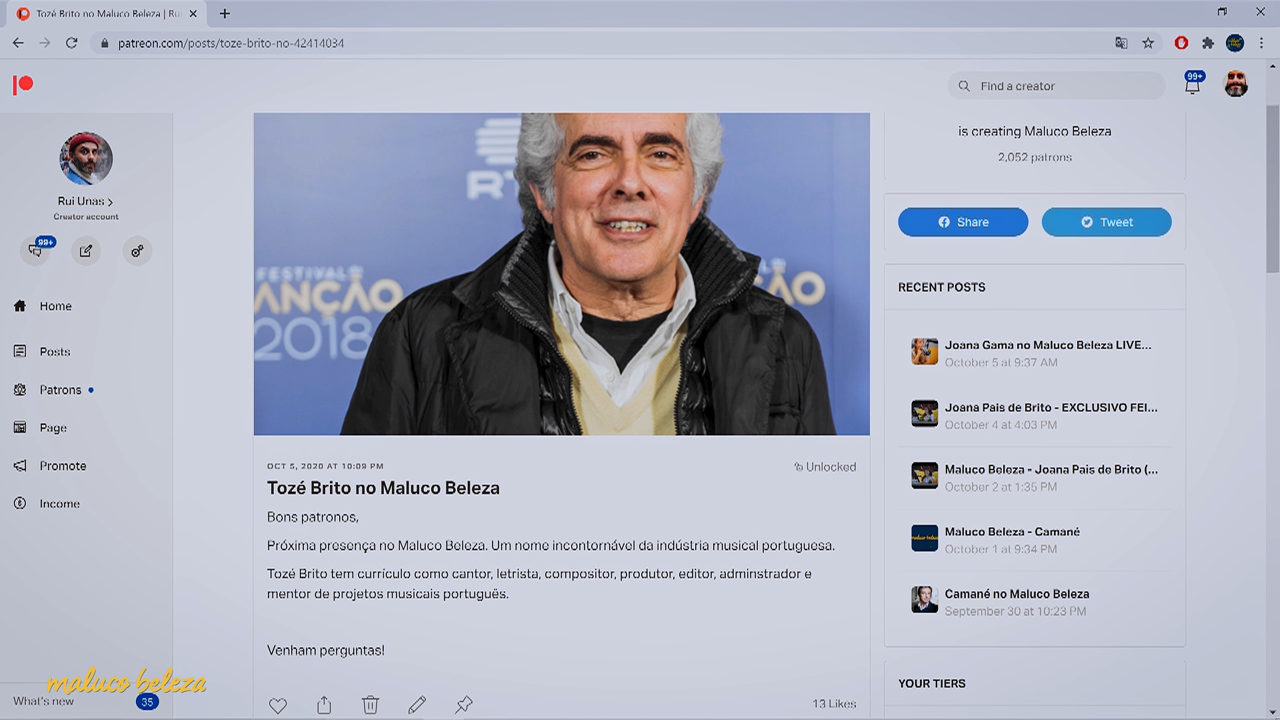 Tozé Brito no Maluco Beleza | Ru
patreon.com/posts/toze-brito-no-42414034
Find a creator
99+
Rui Unas
Creator account
99+
Home
Posts
Patrons
Page
Promote
Income
What's new
35
maluco beleza
RT
FESTIVAL DA
ANÇÃO
2018
ÃO
OCT 5, 2020 AT 10:09 PM
Unlocked
Tozé Brito no Maluco Beleza
Bons patronos,
Próxima presença no Maluco Beleza. Um nome incontornável da indústria musical portuguesa.
Tozé Brito tem currículo como cantor, letrista, compositor, produtor, editor, adminstrador e
mentor de projetos musicais português.
Venham perguntas!
13 Likes
is creating Maluco Beleza
2,052 patrons
Share
Tweet
RECENT POSTS
Joana Gama no Maluco Beleza LIVE...
October 5 at 9:37 AM
Joana Pais de Brito - EXCLUSIVO FEI...
October 4 at 4:03 PM
Maluco Beleza - Joana Pais de Brito (...
October 2 at 1:35 PM
Maluco Beleza - Camané
October 1 at 9:34 PM
Camané no Maluco Beleza
September 30 at 10:23 PM
YOUR TIERS